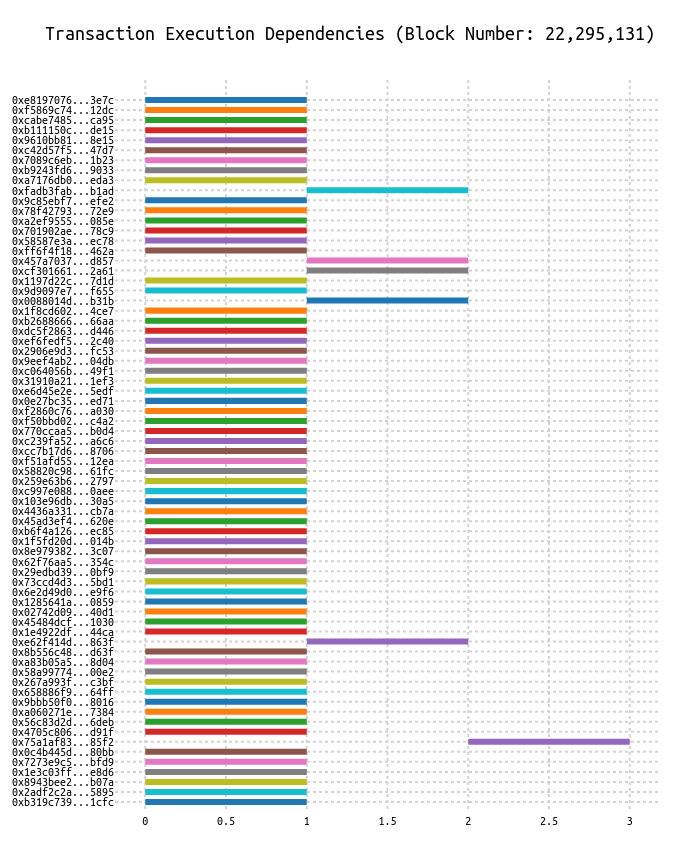 Transaction Execution Dependencies (Block Number: 22,295,131)
0xe8197076...3e7c
0xf5869c74...12dc
0xcabe7485...ca95
0xb111150c...de15
0x9610bb81...8e15
0xc42d57f5...47d7
0x7089c6eb...1b23
0xb9243fd6...9033
0xa7176db0...eda3
0xfadb3fab...b1ad
0x9c85ebf7...efe2
0x78f42793...72e9
0xa2ef9555...085e
0x701902ae...78c9
0x58587e3a...ec78
0xff6f4f18...462a
0x457a7037...d857
0xcf301661...2a61
0x1197d22c...7d1d
0x9d9097e7...f655
0x0088014d...b31b
0x1f8cd602...4ce7
0xb2688666...66aa
0xdc5f2863...d446
0xef6fedf5...2c40
0x2906e9d3...fc53
0x9eef4ab2...04db
0xc064056b...49f1
0x31910a21...1ef3
0xe6d45e2e...5edf
0x0e27bc35...ed71
0xf2860c76...a030
0xf50bbd02...c4a2
0x770ccaa5...b0d4
0xc239fa52...a6c6
0xcc7b17d6...8706
0xf51afd55...12ea
0x58820c98...61fc
0x259e63b6...2797
0xc997e088...0aee
0x103e96db...30a5
0x4436a331...cb7a
0x45ad3ef4...620e
0xb6f4a126...ec85
0x1f5fd20d...014b
0x8e979382...3c07
0x62f76aa5...354c
0x29edbd39...0bf9
0x73ccd4d3...5bd1
0x6e2d49d0...e9f6
0x1285641a...0859
0x02742d09...40d1
0x45484dcf...1030
0x1e4922df...44ca
0xe62f414d...863f
0x8b556c48...d63f
0xa83b05a5...8d04
0x58a99774...00e2
0x267a993f...c3bf
0x658886f9...64ff
0x9bbb50f0...8016
0xa060271e...7384
0x56c83d2d...6deb
0x4705c806...d91f
0x75a1af83...85f2
0x0c4b445d...80bb
0x7273e9c5...bfd9
0x1e3c03ff...e8d6
0x8943bee2...b07a
0x2adf2c2a...5895
0xb319c739...1cfc
0 0.5 1 1.5 2 2.5 3